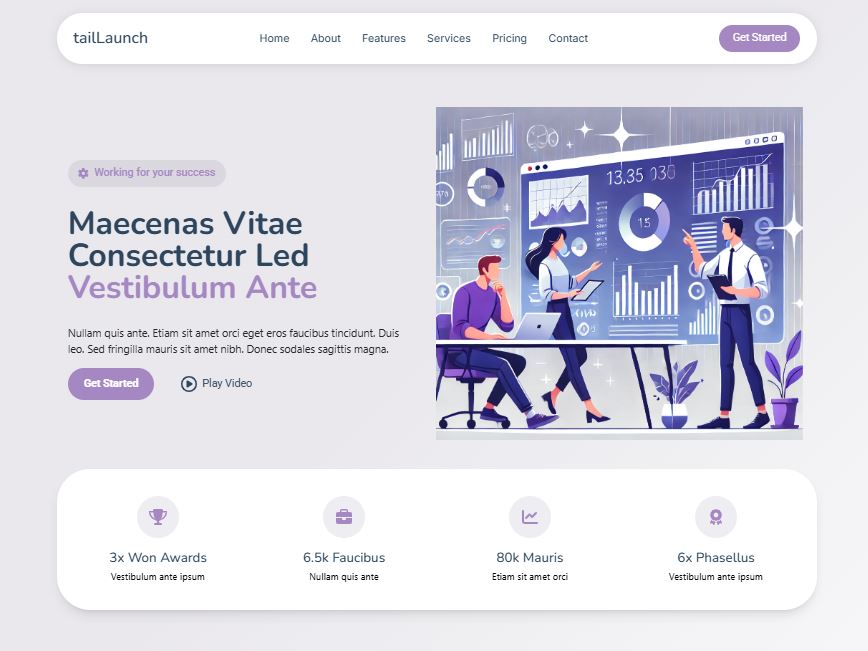 tailLaunch
Home
About
Features
Services
Pricing
Contact
Get Started
Working for your success
Maecenas Vitae
Consectetur Led
Vestibulum Ante
Nullam quis ante. Etiam sit amet orci eget eros faucibus tincidunt. Duis
leo. Sed fringilla mauris sit amet nibh. Donec sodales sagittis magna.
Get Started
Play Video
13.35 030
15
3x Won Awards
Vestibulum ante ipsum
6.5k Faucibus
Nullam quis ante
80k Mauris
Etiam sit amet orci
6x Phasellus
Vestibulum ante ipsum